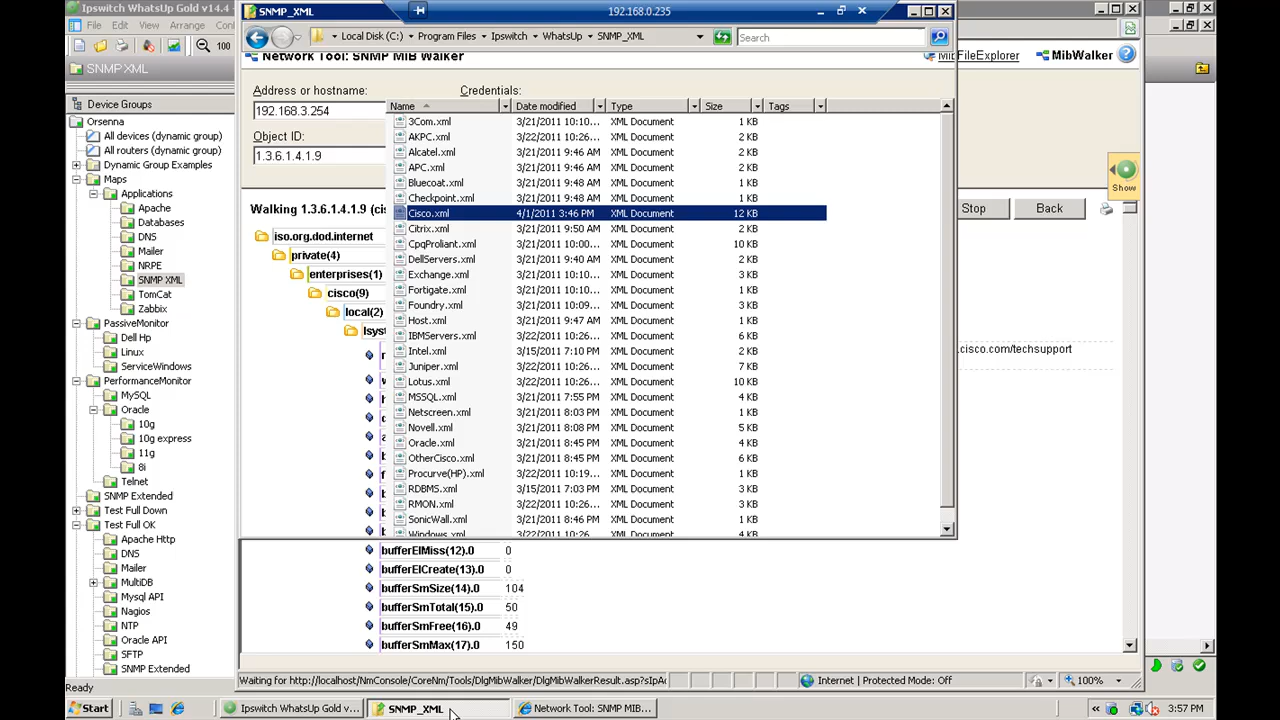 Ipswitch WhatsUp Gold v14.4
SNMP_XML
192.168.0.235
File Edit
Local Disk (C:) Program Files Ipswitch WhatsUp SNMP_XML
Search
100
Network Tool: SNMP MIB Walker
MibFileExplorer
MibWalker
SNMP XML
Address or hostname:
Credentials:
192.168.3.254
Object ID:
1.3.6.1.4.1.9
Show
Stop
Back
Walking 1.3.6.1.4.1.9
iso.org.dod.internet
private(4)
enterprises(1)
cisco(9)
local(2)
lsyst
.cisco.com/techsupport
Device Groups
Orsenna
All devices (dynamic group)
All routers (dynamic group)
Dynamic Group Examples
Maps
Applications
Apache
Databases
DNS
Mailer
NRPE
SNMP XML
TomCat
Zabbix
PassiveMonitor
Dell Hp
Linux
ServiceWindows
PerformanceMonitor
MySQL
Oracle
10g
10g express
11g
8i
Telnet
SNMP Extended
Test Full Down
Test Full OK
Apache Http
DNS
Mailer
MultiDB
Mysql API
Nagios
NTP
Oracle API
SFTP
SNMP Extended
Name Date modified Type Size Tags
3Com.xml 3/21/2011 10:10... XML Document 1 KB
AKPC.xml 3/22/2011 10:26... XML Document 2 KB
Alcatel.xml 3/21/2011 9:46 AM XML Document 2 KB
APC.xml 3/21/2011 9:46 AM XML Document 2 KB
Bluecoat.xml 3/21/2011 9:48 AM XML Document 1 KB
Checkpoint.xml 3/21/2011 9:48 AM XML Document 1 KB
Cisco.xml 4/1/2011 3:46 PM XML Document 12 KB
Citrix.xml 3/21/2011 9:50 AM XML Document 2 KB
CpqProliant.xml 3/21/2011 10:00... XML Document 10 KB
DellServers.xml 3/21/2011 9:40 AM XML Document 2 KB
Exchange.xml 3/21/2011 10:10... XML Document 3 KB
Fortigate.xml 3/21/2011 10:10... XML Document 1 KB
Foundry.xml 3/21/2011 10:09... XML Document 3 KB
Host.xml 3/21/2011 9:47 AM XML Document 1 KB
IBMServers.xml 3/22/2011 10:26... XML Document 6 KB
Intel.xml 3/15/2011 7:10 PM XML Document 2 KB
Juniper.xml 3/22/2011 10:26... XML Document 7 KB
Lotus.xml 3/22/2011 10:26... XML Document 10 KB
MSSQL.xml 3/21/2011 7:55 PM XML Document 4 KB
Netscreen.xml 3/21/2011 8:03 PM XML Document 1 KB
Novell.xml 3/21/2011 8:08 PM XML Document 5 KB
Oracle.xml 3/21/2011 8:45 PM XML Document 4 KB
OtherCisco.xml 3/21/2011 8:45 PM XML Document 6 KB
Procurve(HP).xml 3/22/2011 10:19... XML Document 1 KB
RDBMS.xml 3/15/2011 7:03 PM XML Document 3 KB
RMON.xml 3/22/2011 10:26... XML Document 3 KB
SonicWall.xml 3/21/2011 8:46 PM XML Document 1 KB
Windows.xml 3/22/2011 10:26 XML Document 4 KB
bufferElMiss(12).0 0
bufferElCreate(13).0 0
bufferSmSize(14).0 104
bufferSmTotal(15).0 50
bufferSmFree(16).0 49
bufferSmMax(17).0 150
Waiting for http://localhost/NmConsole/CoreNm/Tools/DlgMibWalker/DlgMibWalkerResult.asp?sIpAc
Internet | Protected Mode: Off
100%
Ready
Start
Ipswitch WhatsUp Gold v...
SNMP_XML
Network Tool: SNMP MIB...
3:57 PM